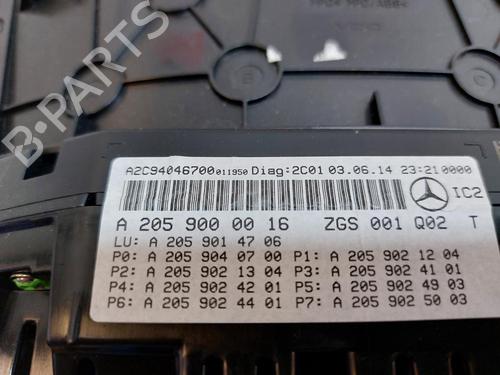 B-PARTS
A2C94046700011950 Diag:2C01 03.06.14 23:210000
IC2
A 205 900 00 16 ZGS 001 Q02 T
LU: A 205 901 47 06
P0: A 205 904 07 00 P1: A 205 902 12 04
P2: A 205 902 13 04 P3: A 205 902 41 01
P4: A 205 902 42 01 P5: A 205 902 49 03
P6: A 205 902 44 01 P7: A 205 902 50 03